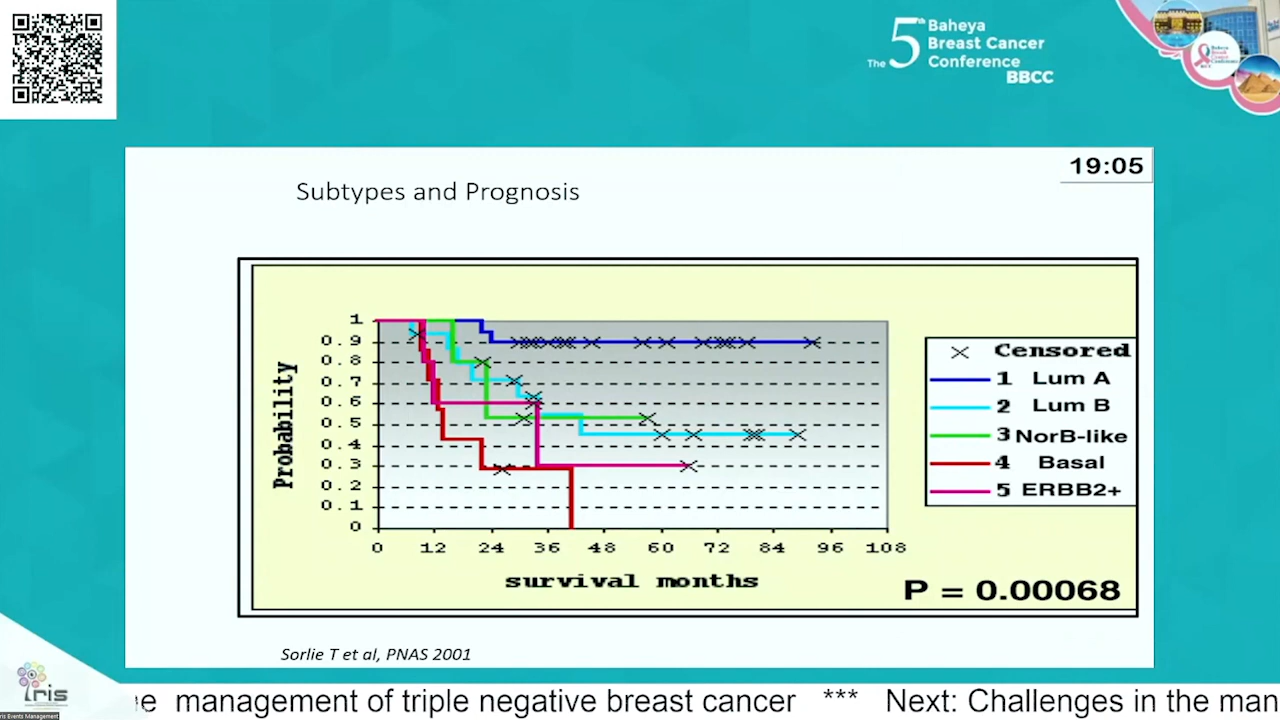 The 5th Baheya
Breast Cancer
Conference
BBCC
19:05
Subtypes and Prognosis
Probability
1
0.9
0.8
0.7
0.6
0.5
0.4
0.3
0.2
0.1
0
0 12 24 36 48 60 72 84 96 108
survival months
Censored
1 Lum A
2 Lum B
3 NorB-like
4 Basal
5 ERBB2+
P = 0.00068
Sorlie T et al, PNAS 2001
iris
Iris Events Management
management of triple negative breast cancer *** Next: Challenges in the man